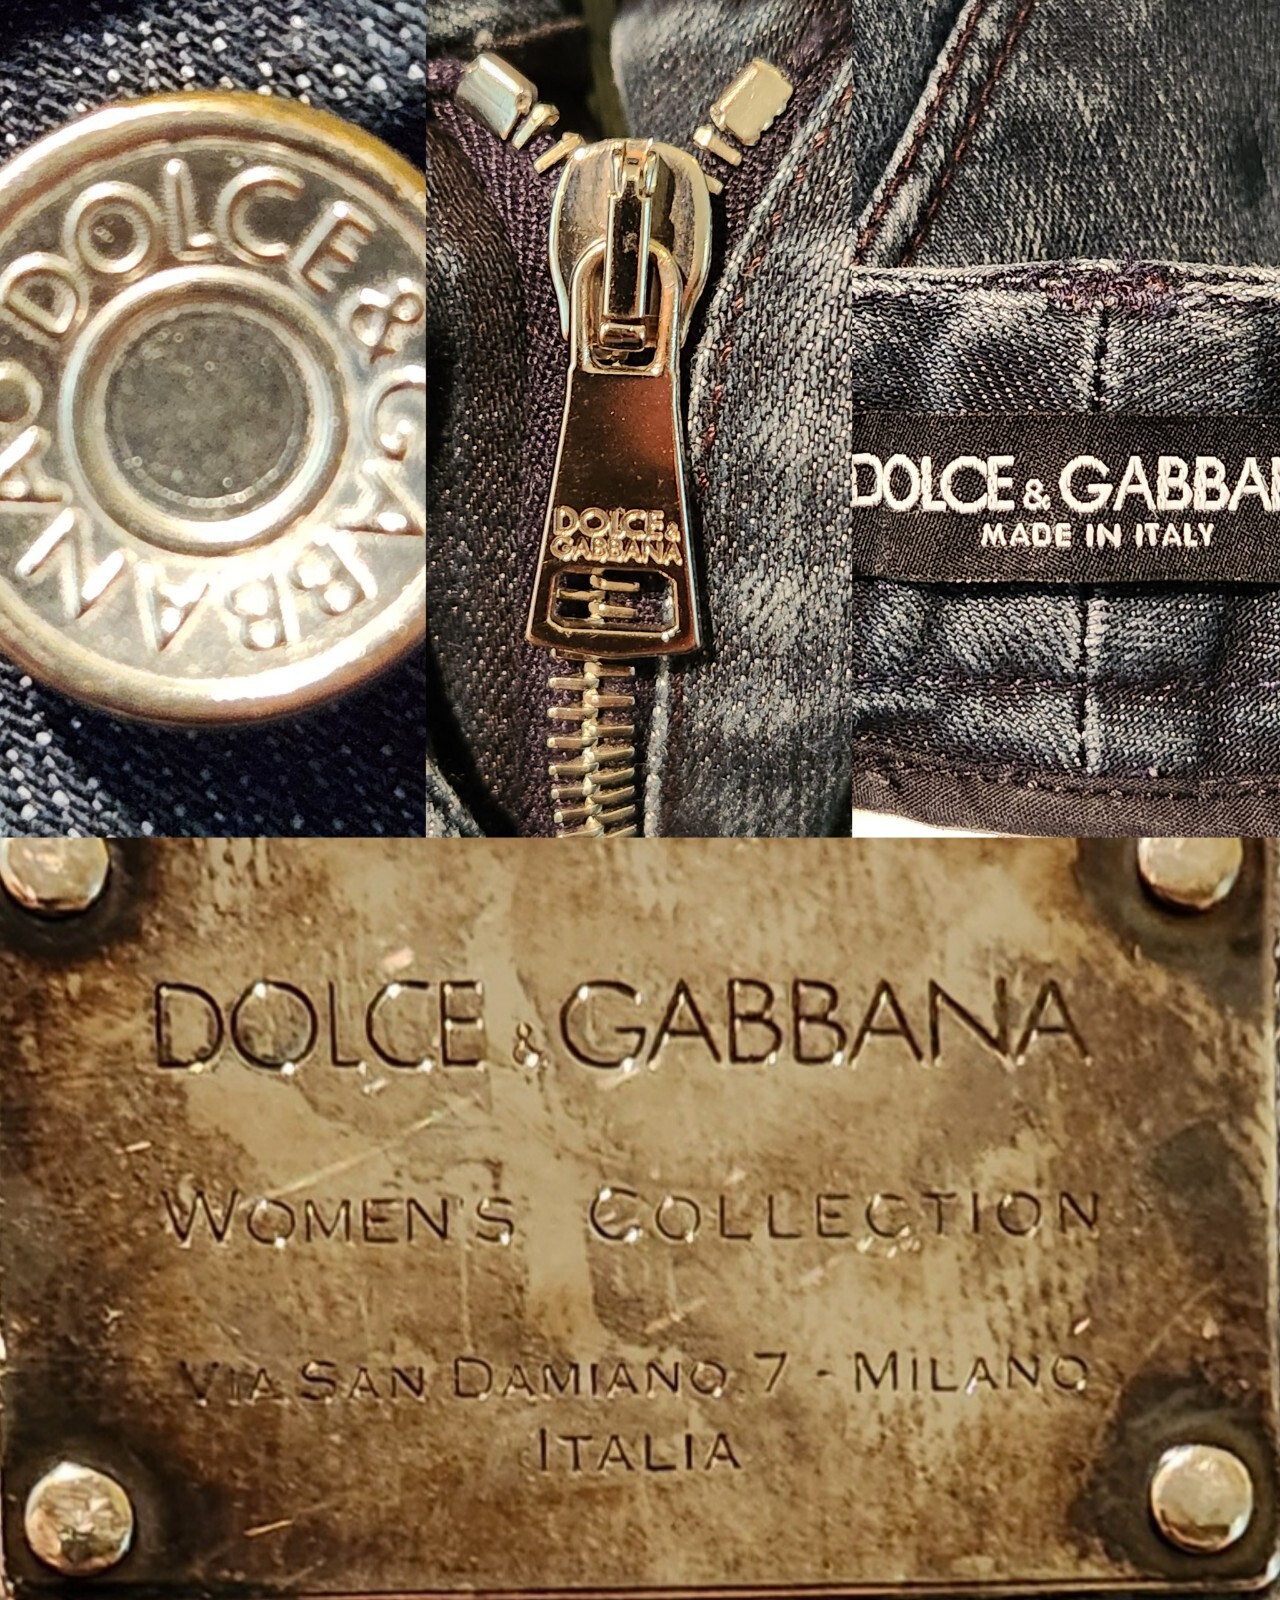 DOLCE & GABBANA
DOLCE &
GABBANA
DOLCE & GABBAN
MADE IN ITALY
DOLCE & GABBANA
WOMEN'S COLLECTION
VIA SAN DAMIANO 7 - MILANO
ITALIA